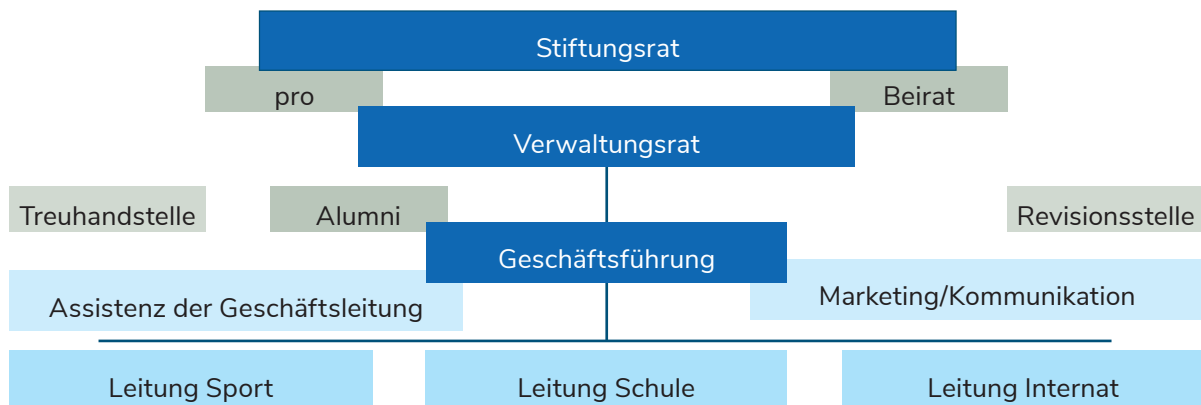 Stiftungsrat
pro
Beirat
Verwaltungsrat
Treuhandstelle
Alumni
Revisionsstelle
Geschäftsführung
Assistenz der Geschäftsleitung
Marketing/Kommunikation
Leitung Sport
Leitung Schule
Leitung Internat